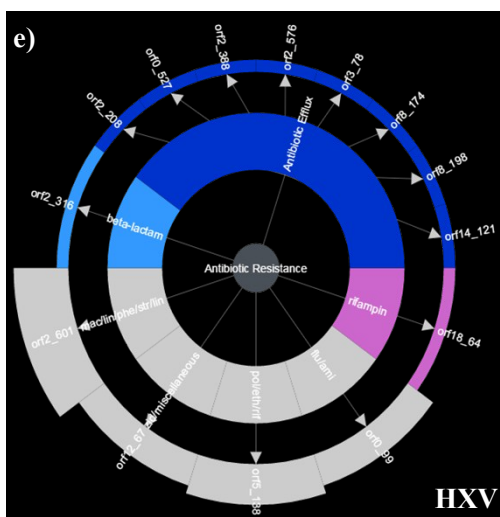 e)
orf2_388
orf2_576
orf3_78
orf0_527
orf8_174
orf2_208
Antibiotic Efflux
orf8_198
orf2_316
beta-lactam
orf14_121
Antibiotic Resistance
rifampin
orf18_64
orf2_601
/lin/phe/str/lin
/miscellaneous
pol/eth/rif
flu/ami
orf0_99
orf5_138
HXV